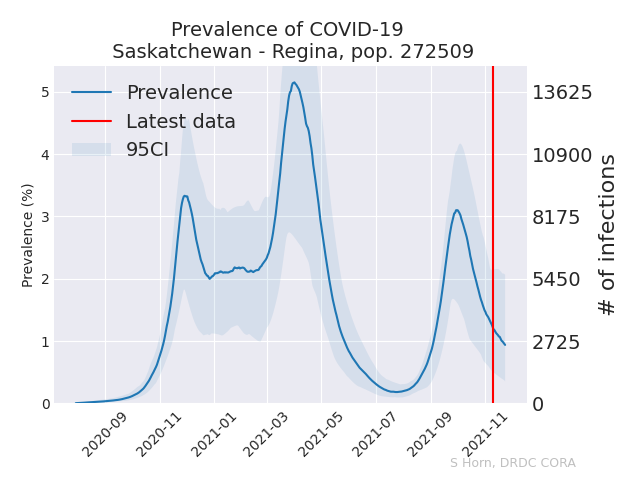 Prevalence of COVID-19
Saskatchewan - Regina, pop. 272509
Prevalence
Latest data
95CI
Prevalence (%)
5
4
3
2
1
0
13625
10900
8175
5450
2725
0
# of infections
2020-09
2020-11
2021-01
2021-03
2021-05
2021-07
2021-09
2021-11
S Horn, DRDC CORA